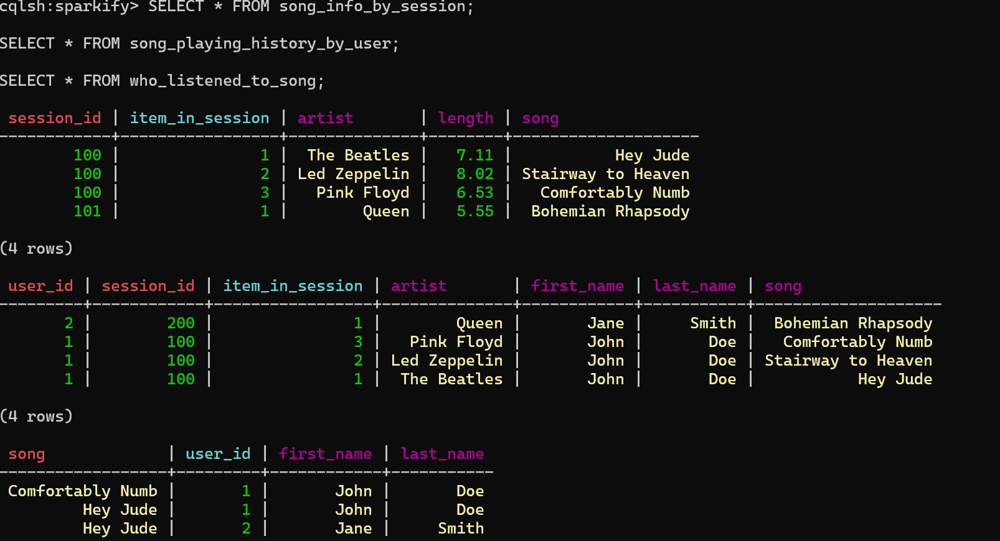 cqlsh:sparkify> SELECT * FROM song_info_by_session;
SELECT * FROM song_playing_history_by_user;
SELECT * FROM who_listened_to_song;
 session_id | item_in_session | artist       | length | song
------------+-----------------+--------------+--------+--------------------
        100 |               1 |  The Beatles |   7.11 |           Hey Jude
        100 |               2 | Led Zeppelin |   8.02 | Stairway to Heaven
        100 |               3 |   Pink Floyd |   6.53 |   Comfortably Numb
        101 |               1 |        Queen |   5.55 |  Bohemian Rhapsody
(4 rows)
 user_id | session_id | item_in_session | artist       | first_name | last_name | song
---------+------------+-----------------+--------------+------------+-----------+--------------------
       2 |        200 |               1 |        Queen |       Jane |     Smith |  Bohemian Rhapsody
       1 |        100 |               3 |   Pink Floyd |       John |       Doe |   Comfortably Numb
       1 |        100 |               2 | Led Zeppelin |       John |       Doe | Stairway to Heaven
       1 |        100 |               1 |  The Beatles |       John |       Doe |           Hey Jude
(4 rows)
 song             | user_id | first_name | last_name
------------------+---------+------------+-----------
 Comfortably Numb |       1 |       John |       Doe
         Hey Jude |       1 |       John |       Doe
         Hey Jude |       2 |       Jane |     Smith